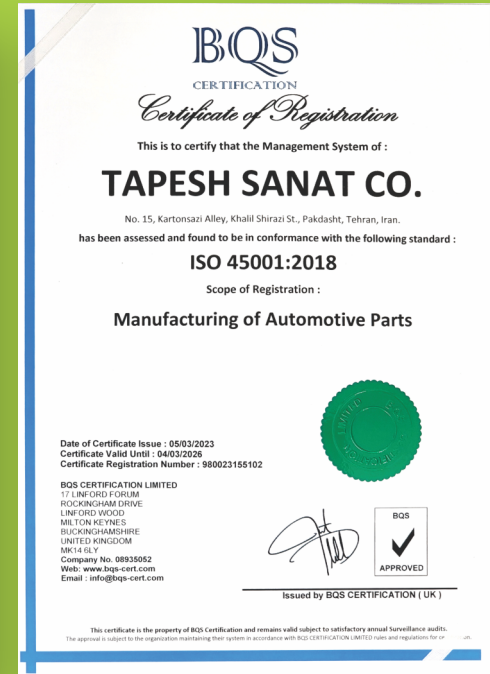 BQS
CERTIFICATION
Certificate of Registration
This is to certify that the Management System of :
TAPESH SANAT CO.
No. 15, Kartonsazi Alley, Khalil Shirazi St., Pakdasht, Tehran, Iran.
has been assessed and found to be in conformance with the following standard :
ISO 45001:2018
Scope of Registration :
Manufacturing of Automotive Parts
Date of Certificate Issue : 05/03/2023
Certificate Valid Until : 04/03/2026
Certificate Registration Number : 980023155102
BQS CERTIFICATION LIMITED
17 LINFORD FORUM
ROCKINGHAM DRIVE
LINFORD WOOD
MILTON KEYNES
BUCKINGHAMSHIRE
UNITED KINGDOM
MK14 6LY
Company No. 08935052
Web: www.bqs-cert.com
Email : info@bqs-cert.com
BQS
APPROVED
Issued by BQS CERTIFICATION ( UK )
This certificate is the property of BQS Certification and remains valid subject to satisfactory annual Surveillance audits.
The approval is subject to the organization maintaining their system in accordance with BQS CERTIFICATION LIMITED rules and regulations for